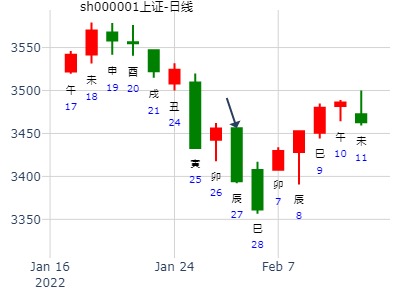 sh000001上证-日线
3550
3500
3450
3400
3350
午
17
未
18
申
19
酉
20
戌
21
丑
24
寅
25
卯
26
辰
27
巳
28
卯
7
辰
8
巳
9
午
10
未
11
Jan 16
2022
Jan 24
Feb 7